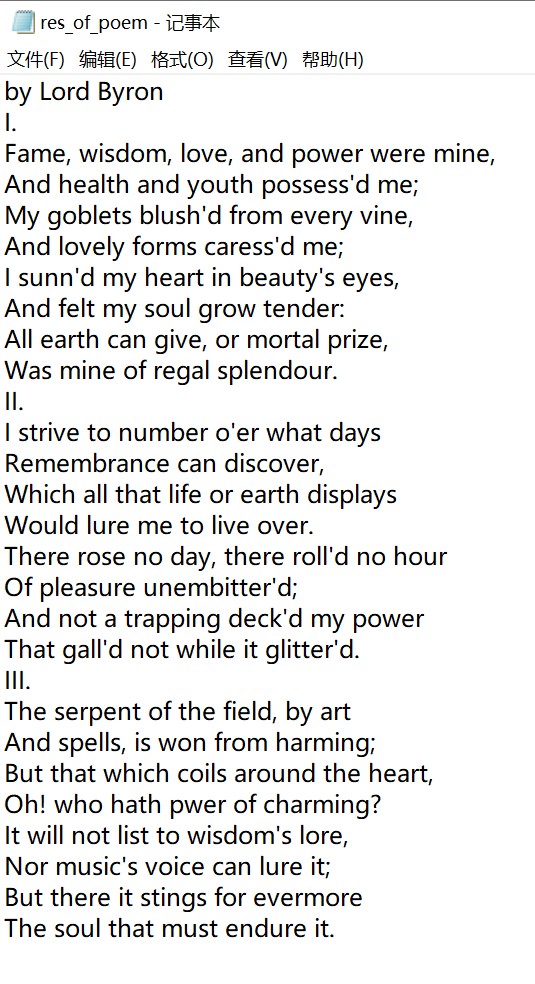 res_of_poem - 记事本
文件(F) 编辑(E) 格式(O) 查看(V) 帮助(H)
by Lord Byron
I.
Fame, wisdom, love, and power were mine,
And health and youth possess'd me;
My goblets blush'd from every vine,
And lovely forms caress'd me;
I sunn'd my heart in beauty's eyes,
And felt my soul grow tender:
All earth can give, or mortal prize,
Was mine of regal splendour.
II.
I strive to number o'er what days
Remembrance can discover,
Which all that life or earth displays
Would lure me to live over.
There rose no day, there roll'd no hour
Of pleasure unembitter'd;
And not a trapping deck'd my power
That gall'd not while it glitter'd.
III.
The serpent of the field, by art
And spells, is won from harming;
But that which coils around the heart,
Oh! who hath pwer of charming?
It will not list to wisdom's lore,
Nor music's voice can lure it;
But there it stings for evermore
The soul that must endure it.